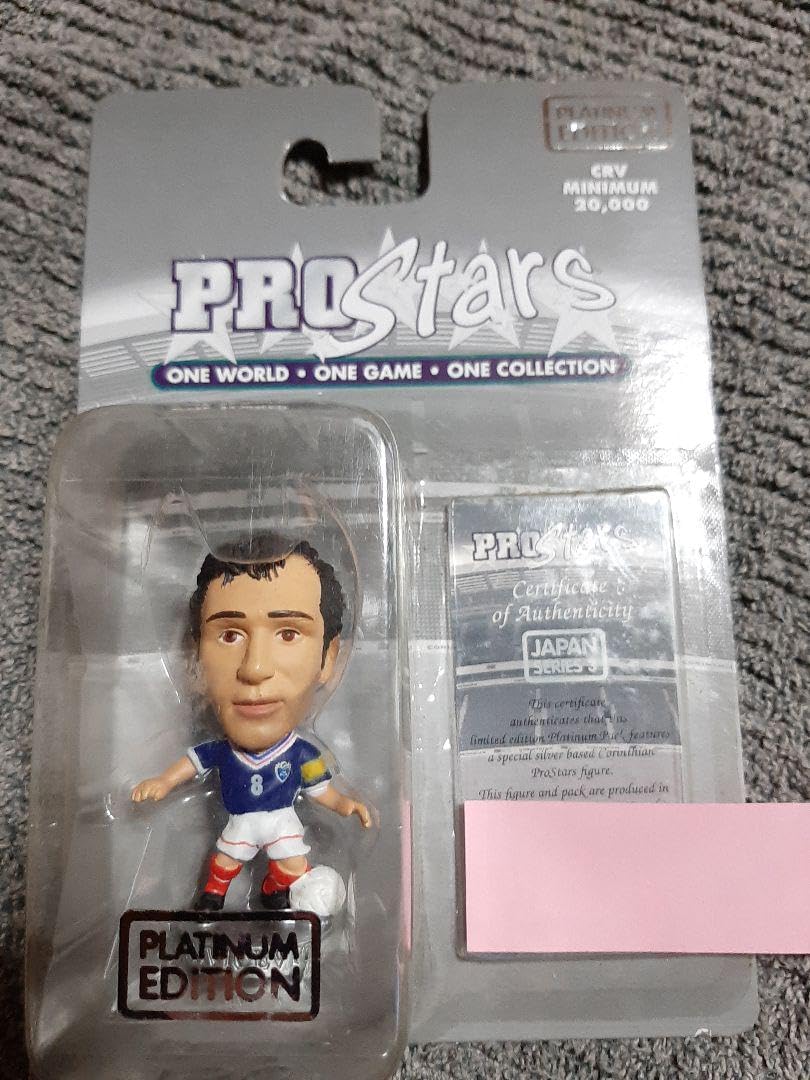 PLATINUM
EDITION
CRV
MINIMUM
20,000
PROStars
ONE WORLD • ONE GAME • ONE COLLECTION
PROStars
Certificate
of Authenticity
JAPAN
SERIES
This certificate
authenticates that this
limited edition Platinum Pack features
a special silver based Corinthian
ProStars figure.
This figure and pack are produced in
8
PLATINUM
EDITION